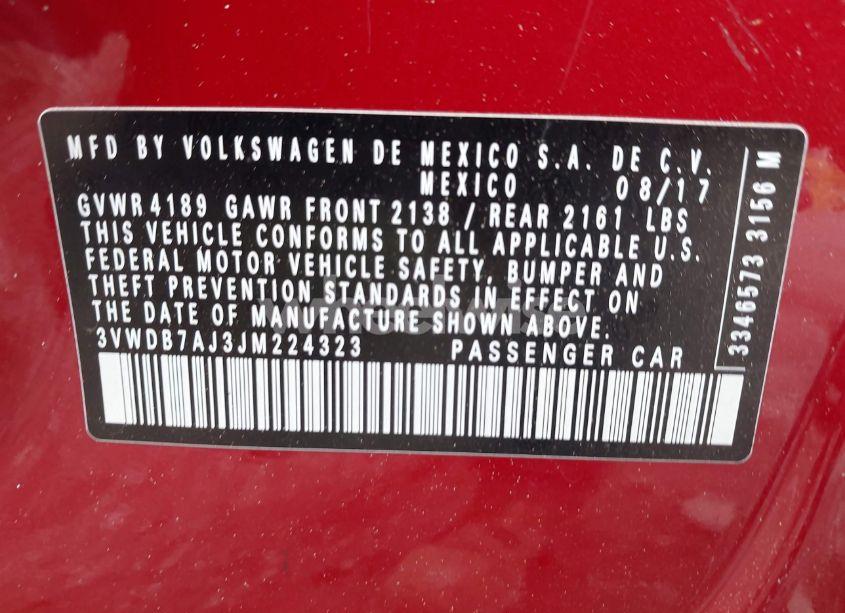 MFD BY VOLKSWAGEN DE MEXICO S.A. DE C.V.
MEXICO 08/17
GVWR 4189 GAWR FRONT 2138 / REAR 2161 LBS
THIS VEHICLE CONFORMS TO ALL APPLICABLE U.S.
FEDERAL MOTOR VEHICLE SAFETY, BUMPER AND
THEFT PREVENTION STANDARDS IN EFFECT ON
THE DATE OF MANUFACTURE SHOWN ABOVE.
3VWDB7AJ3JM224323 PASSENGER CAR
3346573 3156 M